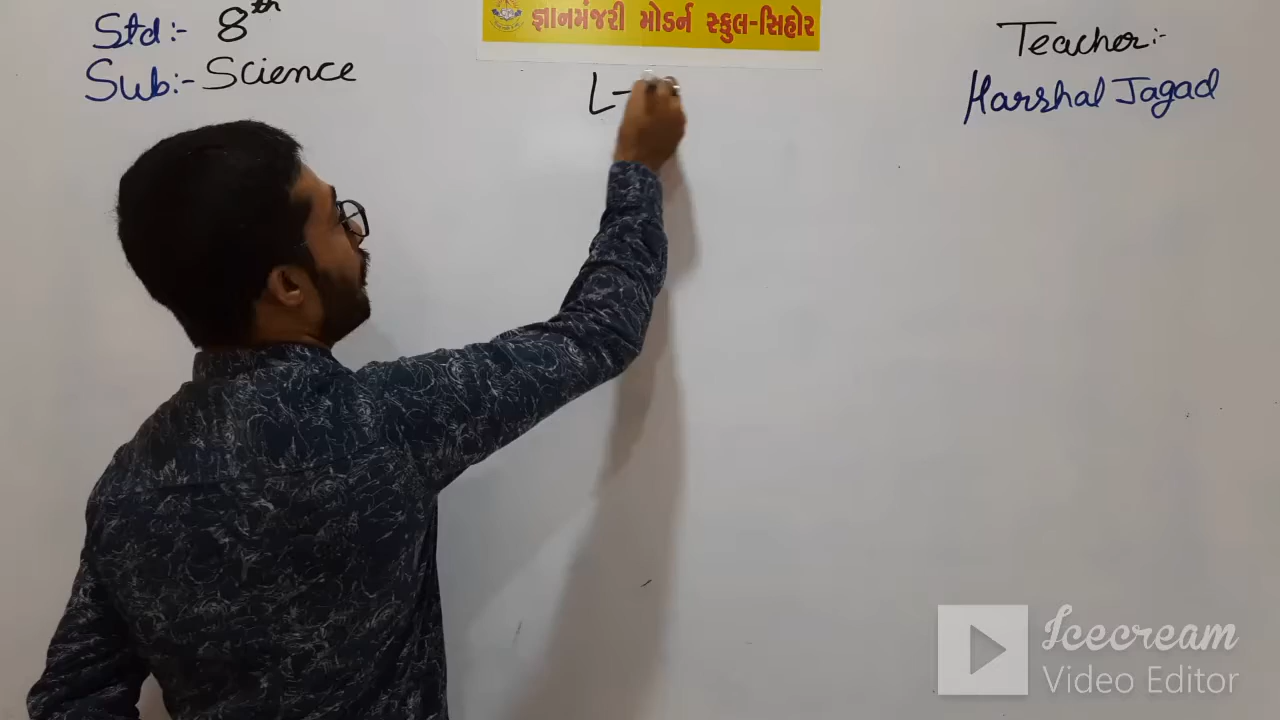 Std:- 8th
Sub:- Science
જ્ઞાનમંજરી મોડર્ન સ્કુલ-સિહોર
L-
Teacher:-
Harshal Jagad
Icecream
Video Editor